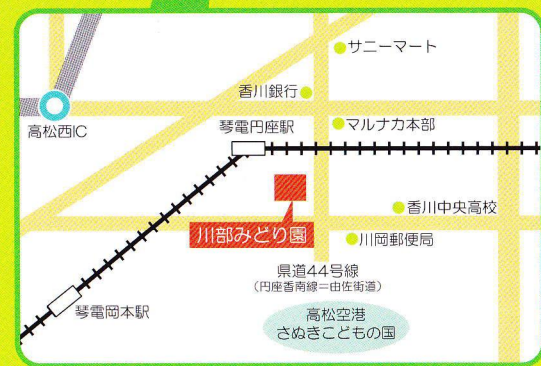 サニーマート
香川銀行
高松西IC
琴電円座駅
マルナカ本部
香川中央高校
川部みどり園
川岡郵便局
県道44号線
（円座香南線＝由佐街道）
琴電岡本駅
高松空港
さぬきこどもの国